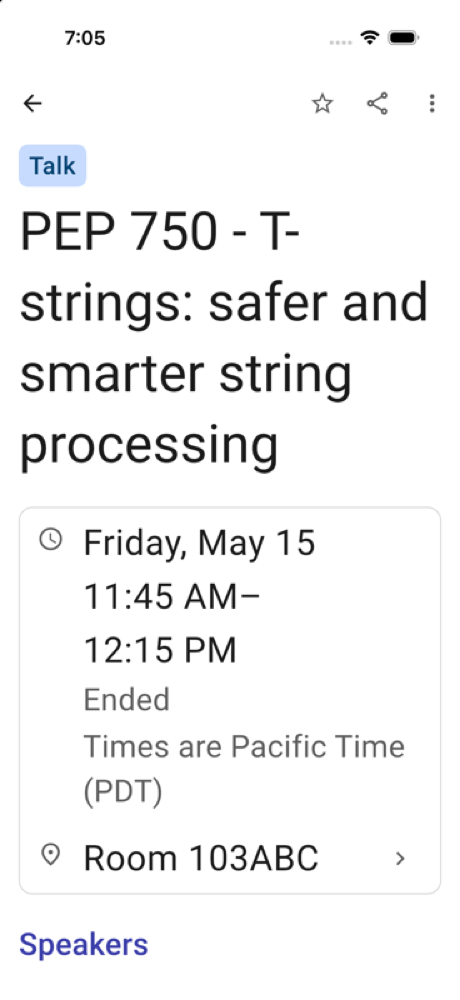 7:05
Talk
PEP 750 - T-
strings: safer and
smarter string
processing
Friday, May 15
11:45 AM–
12:15 PM
Ended
Times are Pacific Time
(PDT)
Room 103ABC
Speakers